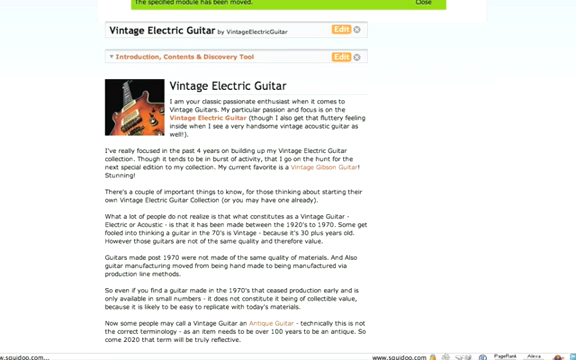 The specified module has been moved.
Close
Vintage Electric Guitar by VintageElectricGuitar
Edit
Introduction, Contents & Discovery Tool
Edit
Vintage Electric Guitar
I am your classic passionate enthusiast when it comes to
Vintage Guitars. My particular passion and focus is on the
Vintage Electric Guitar (though I also get that fluttery feeling
inside when I see a very handsome vintage acoustic guitar as
well!).
I've really focused in the past 4 years on building up my Vintage Electric Guitar
collection. Though it tends to be in burst of activity, that I go on the hunt for the
next special edition to my collection. My current favorite is a Vintage Gibson Guitar!
Stunning!
There's a couple of important things to know, for those thinking about starting their
own Vintage Electric Guitar Collection (or you may have one already).
What a lot of people do not realize is that what constitutes as a Vintage Guitar -
Electric or Acoustic - is that it has been made between the 1920's to 1970. Some get
fooled into thinking a guitar in the 70's is Vintage - because it's 30 plus years old.
However those guitars are not of the same quality and therefore value.
Guitars made post 1970 were not made of the same quality of materials. And Also
guitar manufacturing moved from being hand made to being manufactured via
production line methods.
So even if you find a guitar made in the 1970's that ceased production early and is
only available in small numbers - it does not constitute it being of collectible value,
because it is likely to be easy to replicate with today's materials.
Now some people may call a Vintage Guitar an Antique Guitar - technically this is not
the correct terminology - as an item needs to be over 100 years to be an antique. So
come 2020 that term will be truly reflective.
www.squidoo.com
PageRank
Alexa